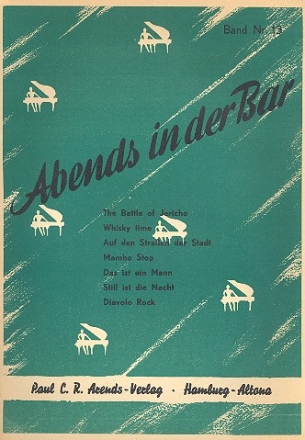 Band Nr. 13
Abends in der Bar
The Battle of Jericho
Whisky time
Auf den Straßen der Stadt
Mambo Stop
Das ist ein Mann
Still ist die Nacht
Diavolo Rock
Paul C. R. Arends-Verlag · Hamburg-Altona